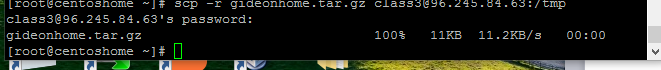 [root@centoshome /]# scp -r gideonhome.tar.gz class3@96.245.84.63:/tmp
class3@96.245.84.63's password:
gideonhome.tar.gz 100% 11KB 11.2KB/s 00:00
[root@centoshome /]#